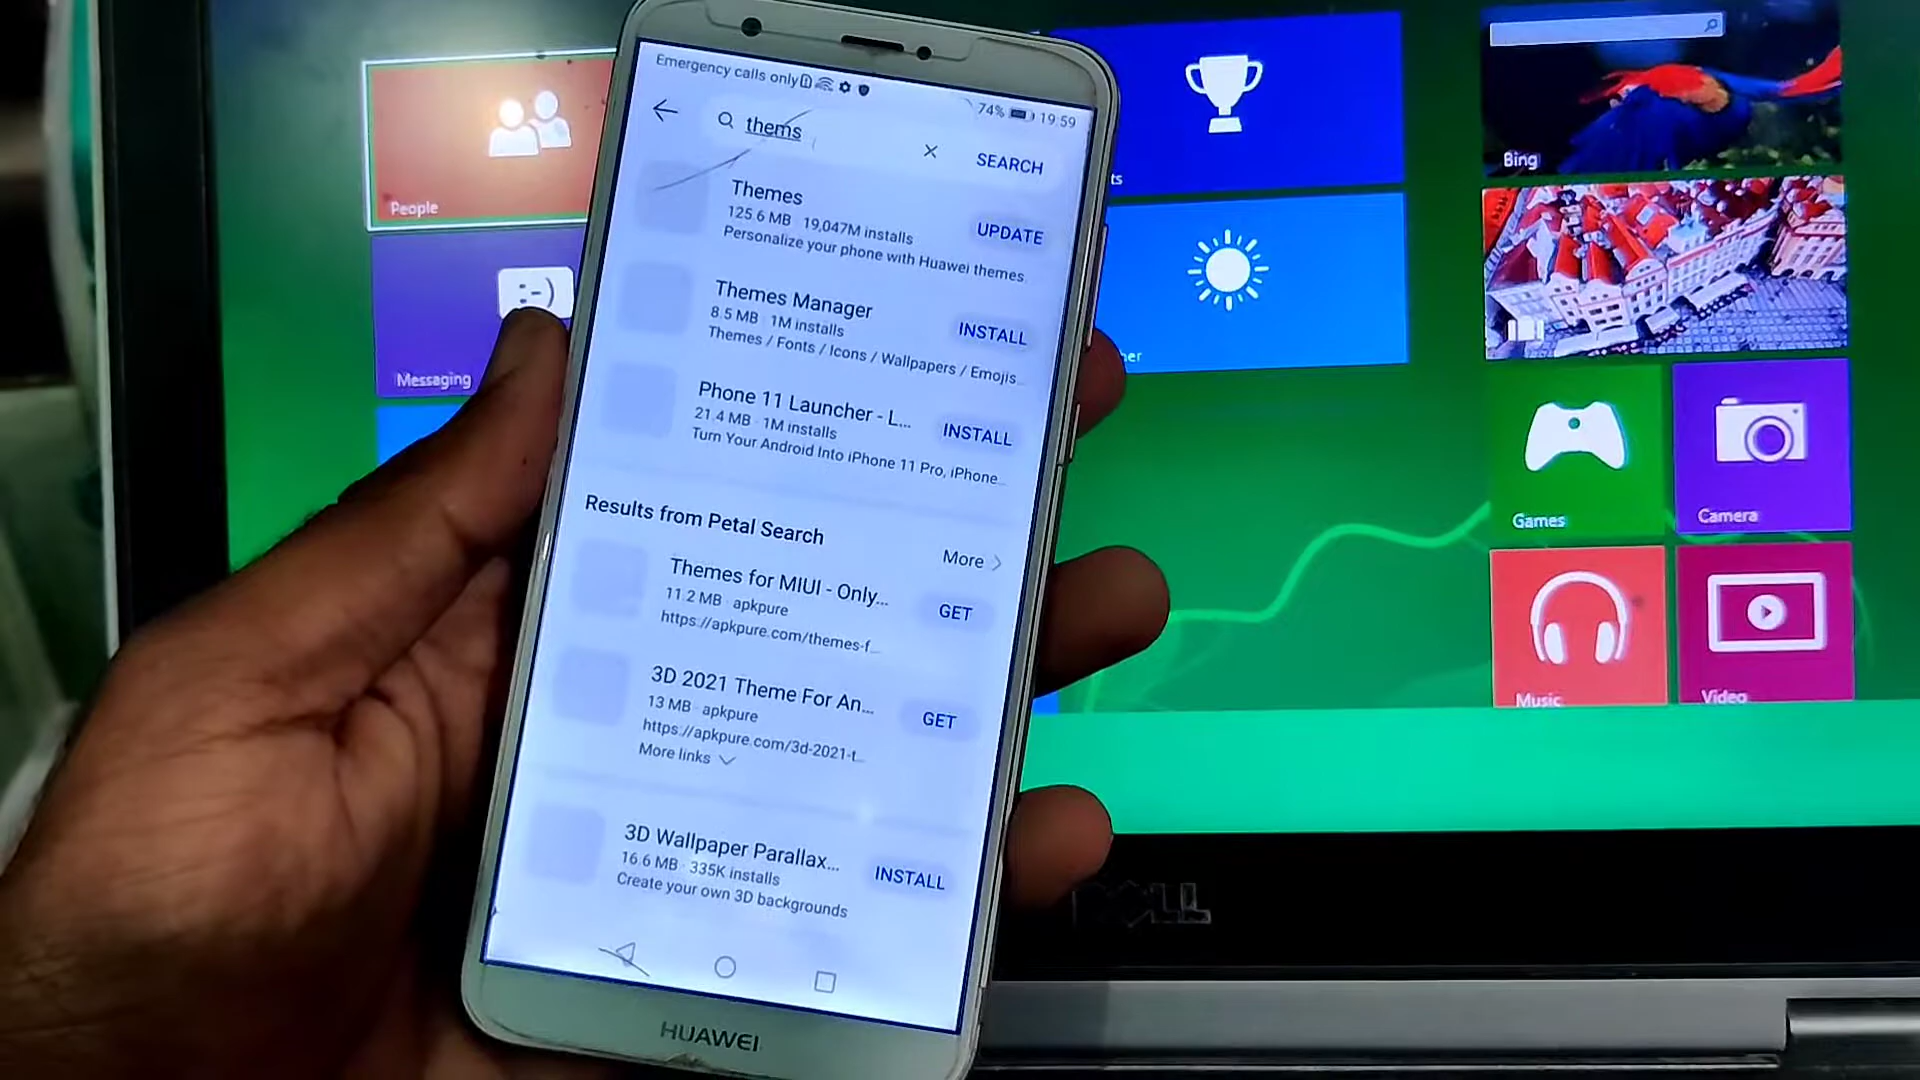 Emergency calls only
74% 19:59
thems
SEARCH
Themes
125.6 MB · 19,047M installs
Personalize your phone with Huawei themes.
UPDATE
Themes Manager
8.5 MB · 1M installs
Themes / Fonts / Icons / Wallpapers / Emojis...
INSTALL
Phone 11 Launcher - L...
21.4 MB · 1M installs
Turn Your Android Into iPhone 11 Pro, iPhone...
INSTALL
Results from Petal Search
More
Themes for MIUI - Only...
11.2 MB · apkpure
https://apkpure.com/themes-f...
GET
3D 2021 Theme For An...
13 MB · apkpure
https://apkpure.com/3d-2021-t...
More links
GET
3D Wallpaper Parallax...
16.6 MB · 335K installs
Create your own 3D backgrounds
INSTALL
HUAWEI
People
Messaging
:-)
ts
her
Bing
Games
Camera
Music
Video
DELL